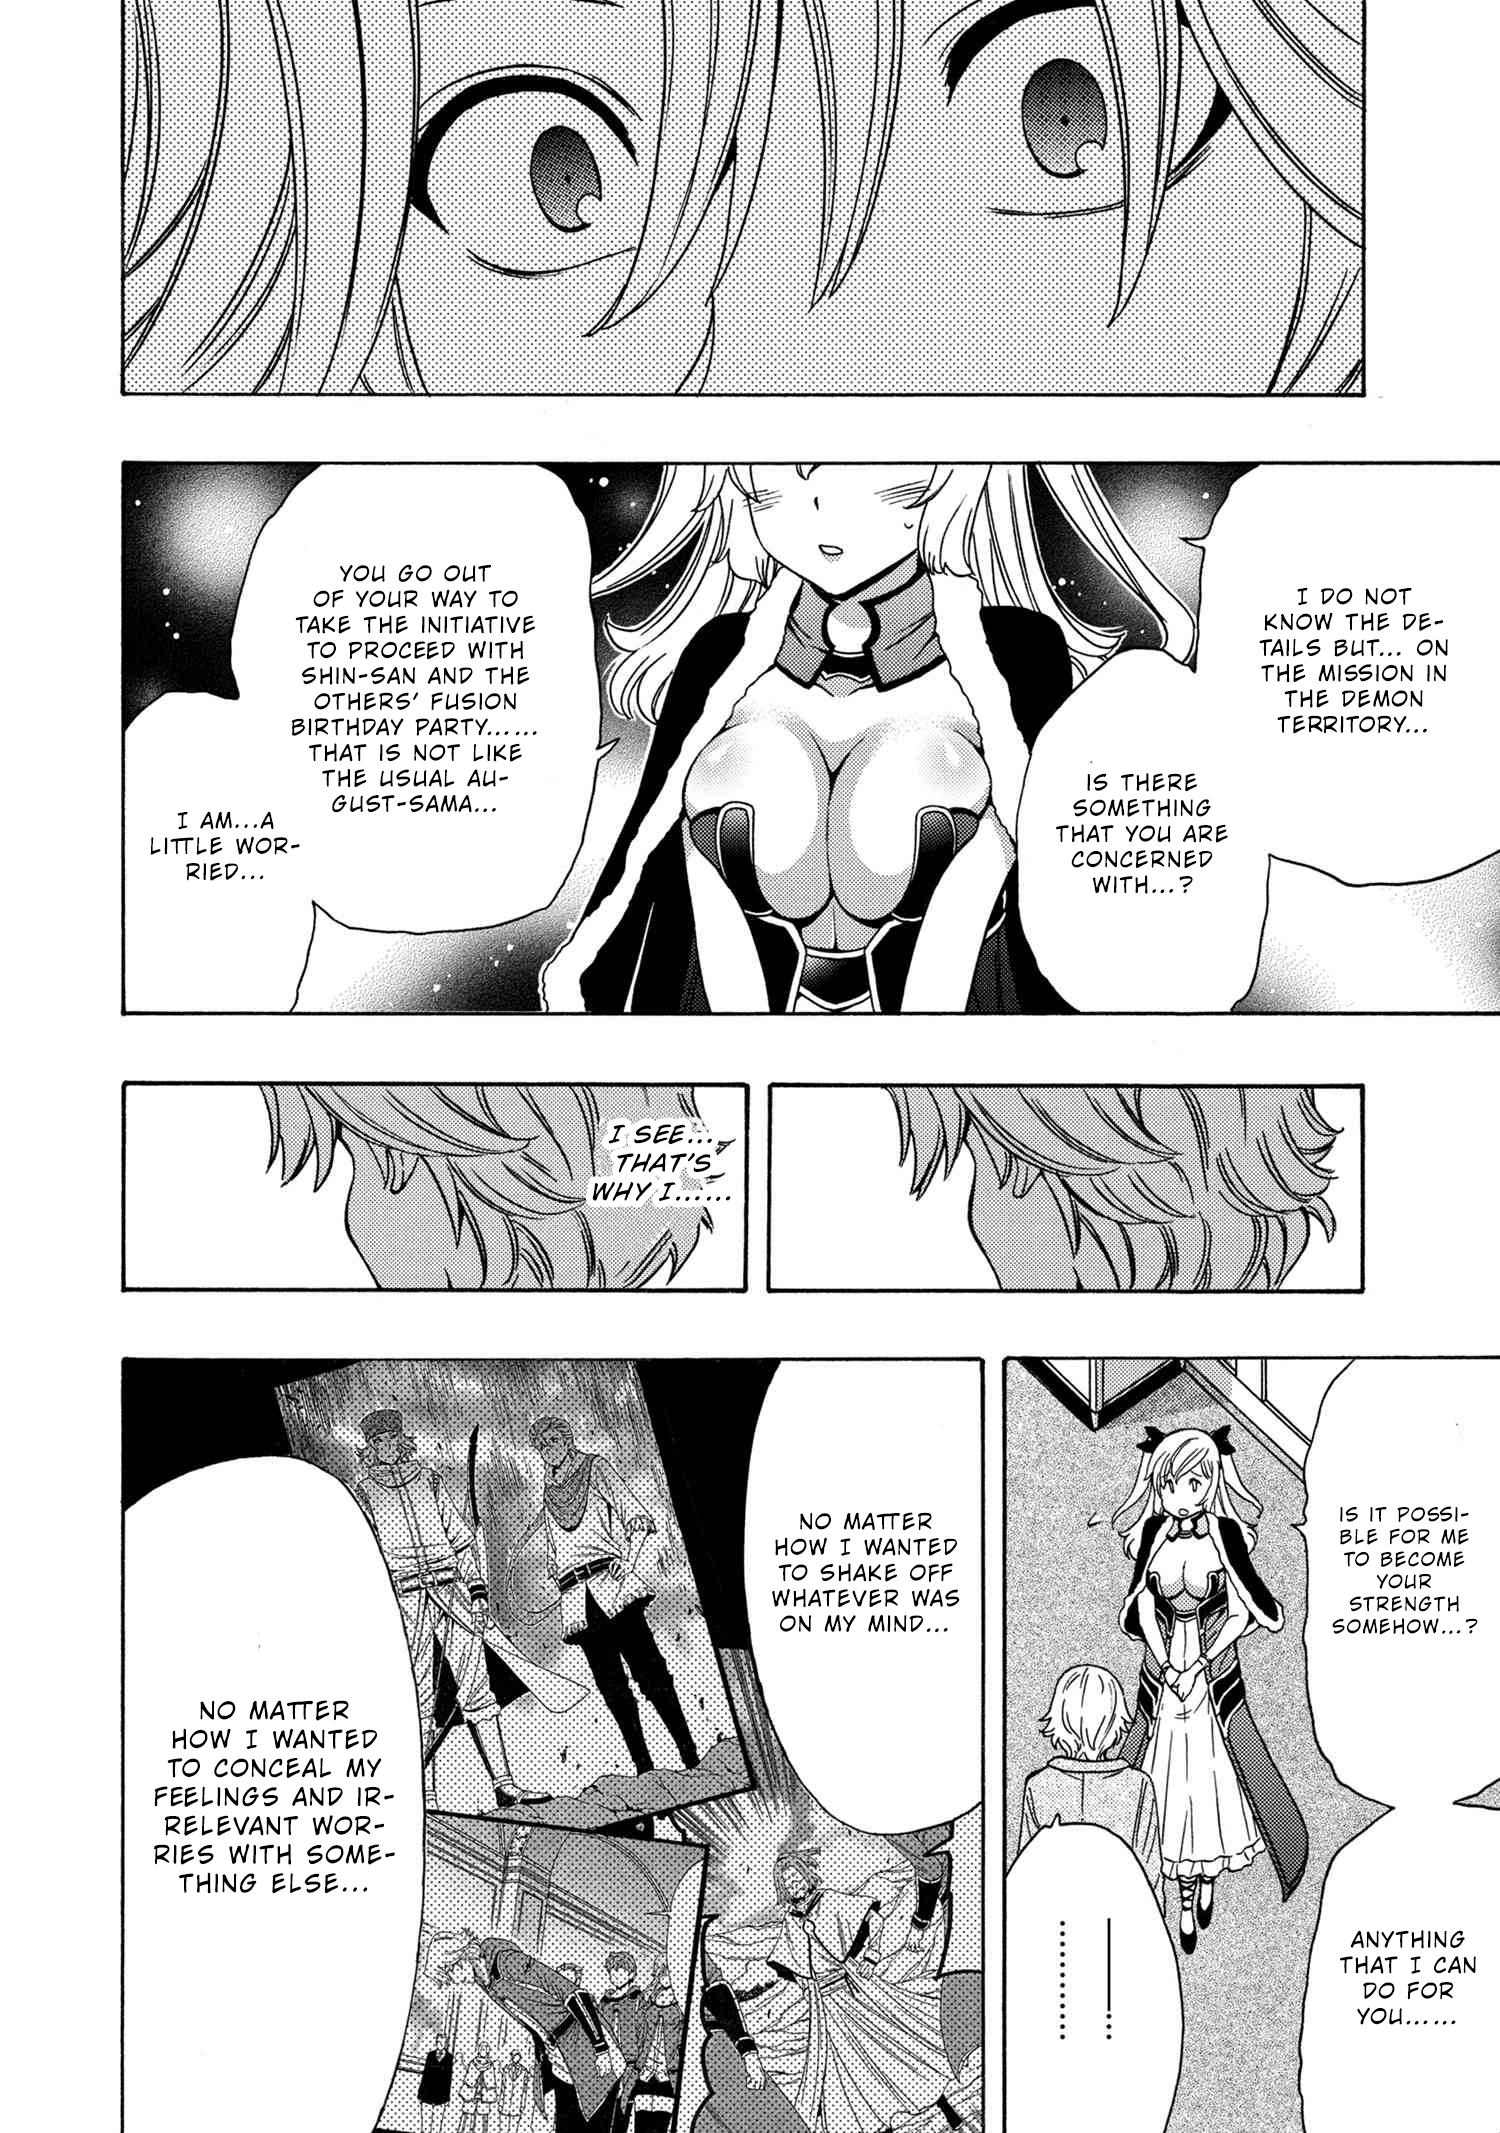 I DO NOT
KNOW THE DE-
TAILS BUT... ON
THE MISSION IN
THE DEMON
TERRITORY...
IS THERE
SOMETHING
THAT YOU ARE
CONCERNED
WITH...?
YOU GO OUT
OF YOUR WAY TO
TAKE THE INITIATIVE
TO PROCEED WITH
SHIN-SAN AND THE
OTHERS' FUSION
BIRTHDAY PARTY......
THAT IS NOT LIKE
THE USUAL AU-
GUST-SAMA...
I AM...A
LITTLE WOR-
RIED...
I SEE...
THAT'S
WHY I......
IS IT POSSI-
BLE FOR ME
TO BECOME
YOUR
STRENGTH
SOMEHOW...?
ANYTHING
THAT I CAN
DO FOR
YOU......
―…
………
NO MATTER
HOW I WANTED
TO SHAKE OFF
WHATEVER WAS
ON MY MIND...
NO MATTER
HOW I WANTED
TO CONCEAL MY
FEELINGS AND IR-
RELEVANT WOR-
RIES WITH SOME-
THING ELSE...